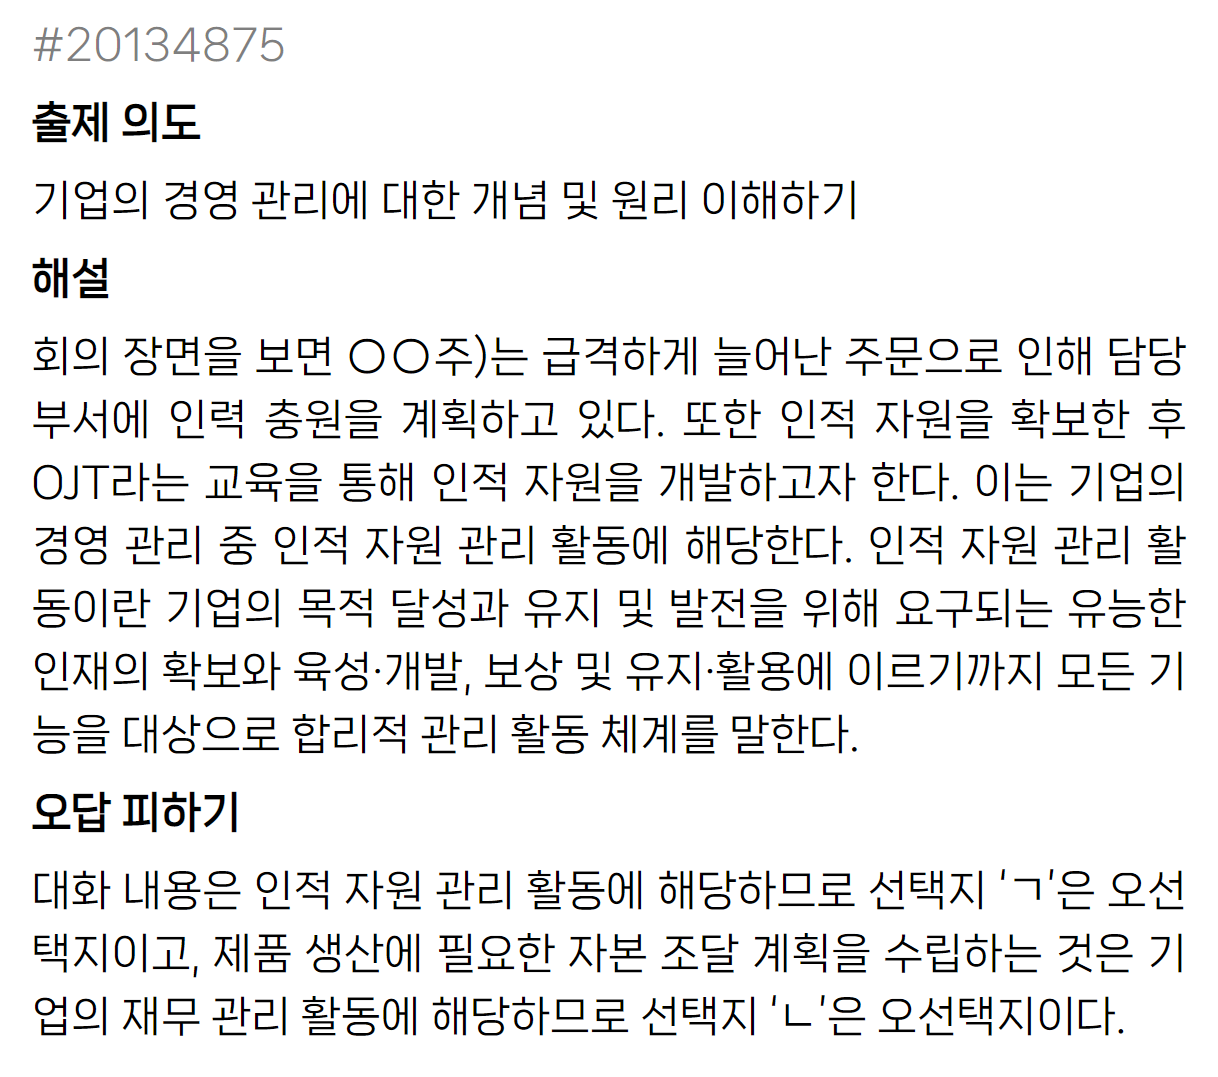 #20134875
출제 의도
기업의 경영 관리에 대한 개념 및 원리 이해하기
해설
회의 장면을 보면 〇〇주)는 급격하게 늘어난 주문으로 인해 담당
부서에 인력 충원을 계획하고 있다. 또한 인적 자원을 확보한 후
OJT라는 교육을 통해 인적 자원을 개발하고자 한다. 이는 기업의
경영 관리 중 인적 자원 관리 활동에 해당한다. 인적 자원 관리 활
동이란 기업의 목적 달성과 유지 및 발전을 위해 요구되는 유능한
인재의 확보와 육성·개발, 보상 및 유지·활용에 이르기까지 모든 기
능을 대상으로 합리적 관리 활동 체계를 말한다.
오답 피하기
대화 내용은 인적 자원 관리 활동에 해당하므로 선택지 'ㄱ'은 오선
택지이고, 제품 생산에 필요한 자본 조달 계획을 수립하는 것은 기
업의 재무 관리 활동에 해당하므로 선택지 'ㄴ'은 오선택지이다.